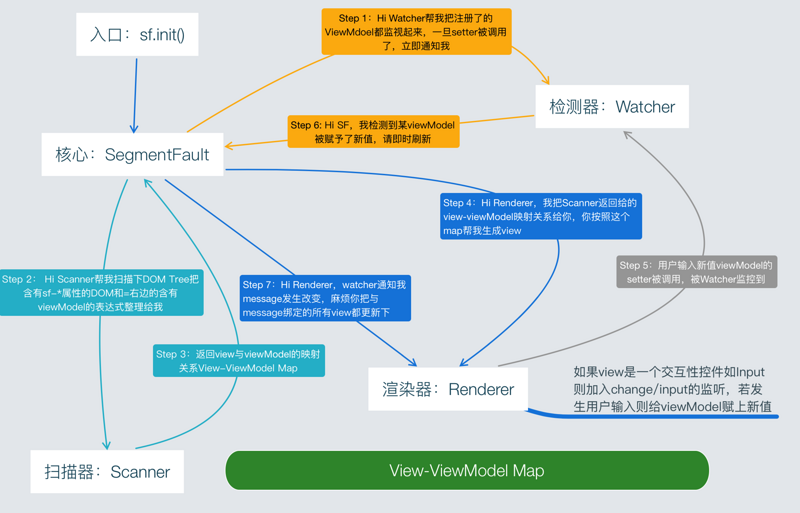 入口：sf.init()
Step 1：Hi Watcher帮我把注册了的
ViewMdoel都监视起来，一旦setter被调用
了，立即通知我
检测器：Watcher
Step 6: Hi SF，我检测到某viewModel
被赋予了新值，请即时刷新
核心：SegmentFault
Step 4：Hi Renderer，我把Scanner返回给的
view-viewModel映射关系给你，你按照这个
map帮我生成view
Step 5：用户输入新值viewModel的
setter被调用，被Watcher监控到
Step 2： Hi Scanner帮我扫描下DOM Tree把
含有sf-*属性的DOM和=右边的含有
viewModel的表达式整理给我
Step 7：Hi Renderer，watcher通知我
message发生改变，麻烦你把与
message绑定的所有view都更新下
Step 3：返回view与viewModel的映射
关系View-ViewModel Map
渲染器：Renderer
如果view是一个交互性控件如Input
则加入change/input的监听，若发
生用户输入则给viewModel赋上新值
扫描器：Scanner
View-ViewModel Map